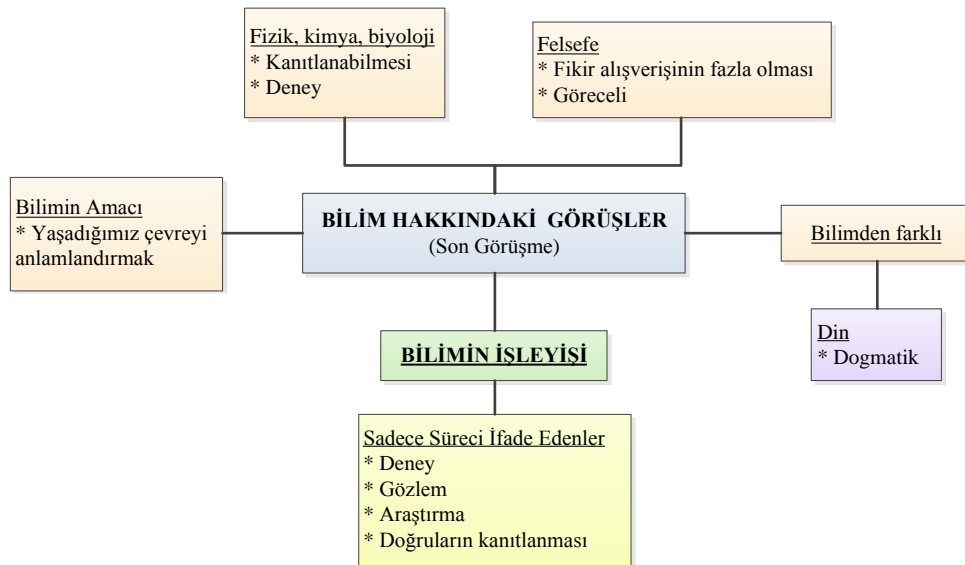 Fizik, kimya, biyoloji
* Kanıtlanabilmesi
* Deney
Felsefe
* Fikir alışverişinin fazla olması
* Göreceli
Bilimin Amacı
* Yaşadığımız çevreyi
anlamlandırmak
BİLİM HAKKINDAKİ GÖRÜŞLER
(Son Görüşme)
Bilimden farklı
Din
* Dogmatik
BİLİMİN İŞLEYİŞİ
Sadece Süreci İfade Edenler
* Deney
* Gözlem
* Araştırma
* Doğruların kanıtlanması